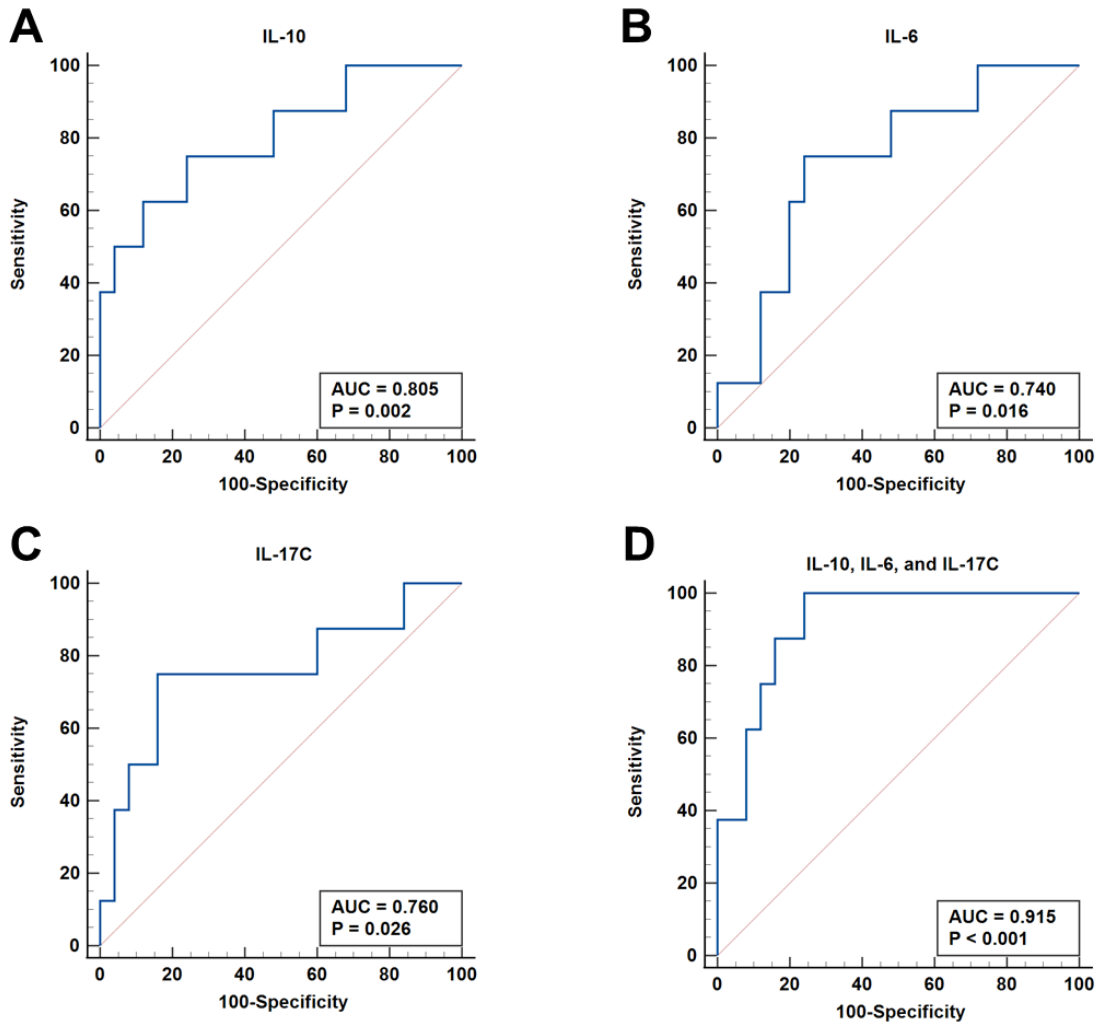 A
IL-10
Sensitivity
100
80
60
40
20
0
AUC = 0.805
P = 0.002
0 20 40 60 80 100
100-Specificity
B
IL-6
Sensitivity
100
80
60
40
20
0
AUC = 0.740
P = 0.016
0 20 40 60 80 100
100-Specificity
C
IL-17C
Sensitivity
100
80
60
40
20
0
AUC = 0.760
P = 0.026
0 20 40 60 80 100
100-Specificity
D
IL-10, IL-6, and IL-17C
Sensitivity
100
80
60
40
20
0
AUC = 0.915
P < 0.001
0 20 40 60 80 100
100-Specificity